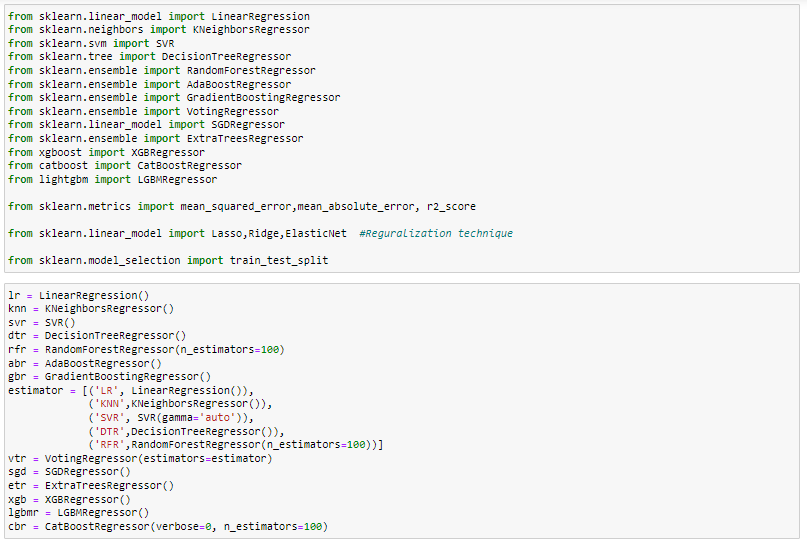 from sklearn.linear_model import LinearRegression
from sklearn.neighbors import KNeighborsRegressor
from sklearn.svm import SVR
from sklearn.tree import DecisionTreeRegressor
from sklearn.ensemble import RandomForestRegressor
from sklearn.ensemble import AdaBoostRegressor
from sklearn.ensemble import GradientBoostingRegressor
from sklearn.ensemble import VotingRegressor
from sklearn.linear_model import SGDRegressor
from sklearn.ensemble import ExtraTreesRegressor
from xgboost import XGBRegressor
from catboost import CatBoostRegressor
from lightgbm import LGBMRegressor
from sklearn.metrics import mean_squared_error,mean_absolute_error, r2_score
from sklearn.linear_model import Lasso,Ridge,ElasticNet  #Reguralization technique
from sklearn.model_selection import train_test_split
lr = LinearRegression()
knn = KNeighborsRegressor()
svr = SVR()
dtr = DecisionTreeRegressor()
rfr = RandomForestRegressor(n_estimators=100)
abr = AdaBoostRegressor()
gbr = GradientBoostingRegressor()
estimator = [('LR', LinearRegression()),
('KNN',KNeighborsRegressor()),
('SVR', SVR(gamma='auto')),
('DTR',DecisionTreeRegressor()),
('RFR',RandomForestRegressor(n_estimators=100))]
vtr = VotingRegressor(estimators=estimator)
sgd = SGDRegressor()
etr = ExtraTreesRegressor()
xgb = XGBRegressor()
lgbmr = LGBMRegressor()
cbr = CatBoostRegressor(verbose=0, n_estimators=100)